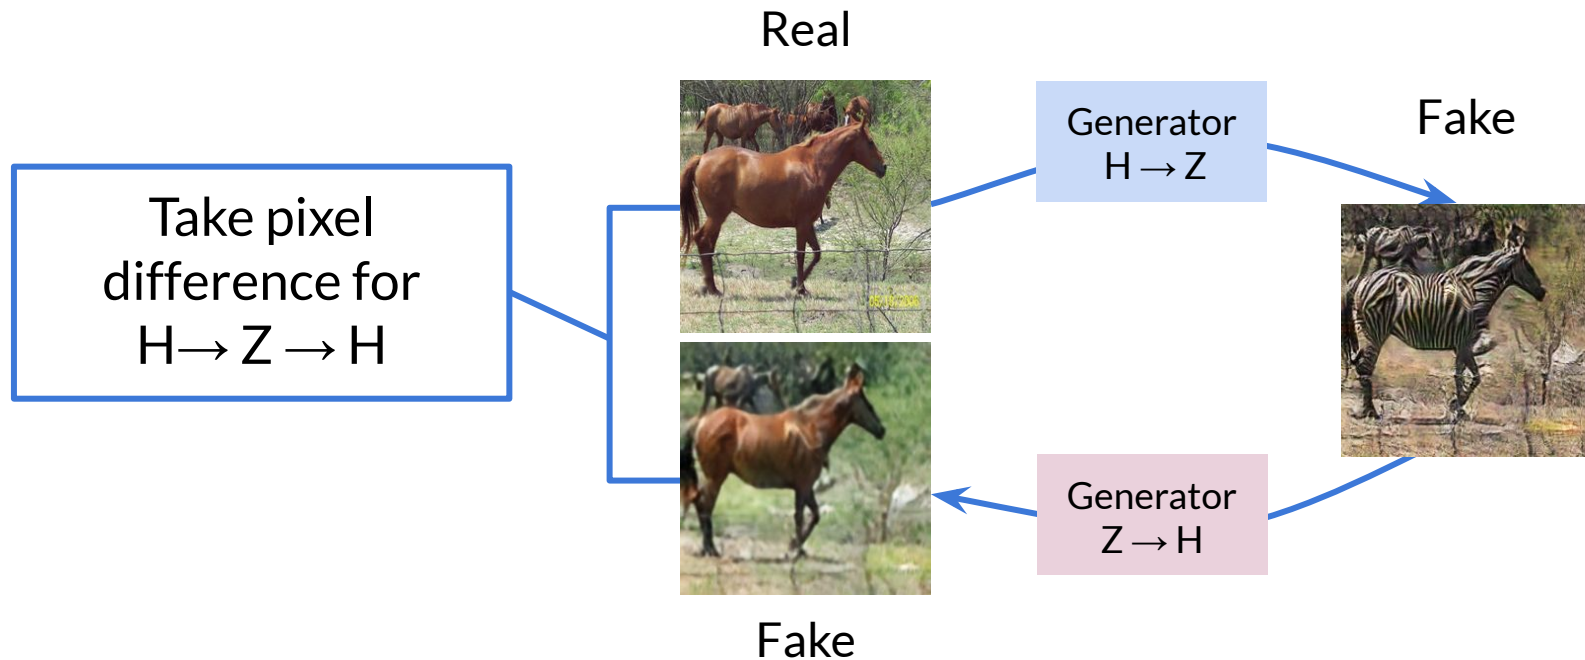 Real
Generator
H → Z
Fake
Take pixel
difference for
H→ Z → H
Generator
Z → H
Fake